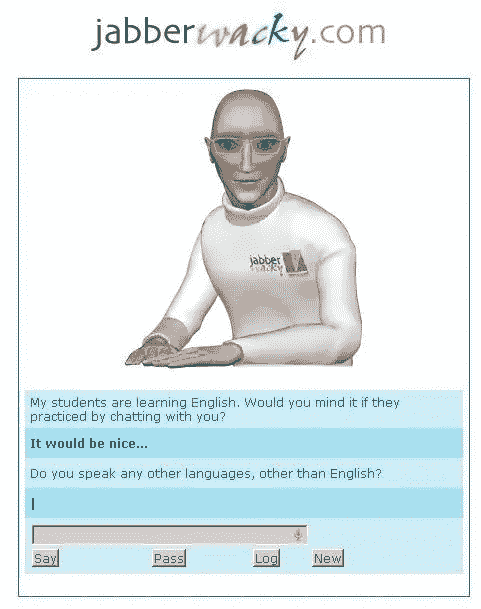 jabberwacky.com
jabber
wacky
My students are learning English. Would you mind it if they
practiced by chatting with you?
It would be nice...
Do you speak any other languages, other than English?
Say Pass Log New